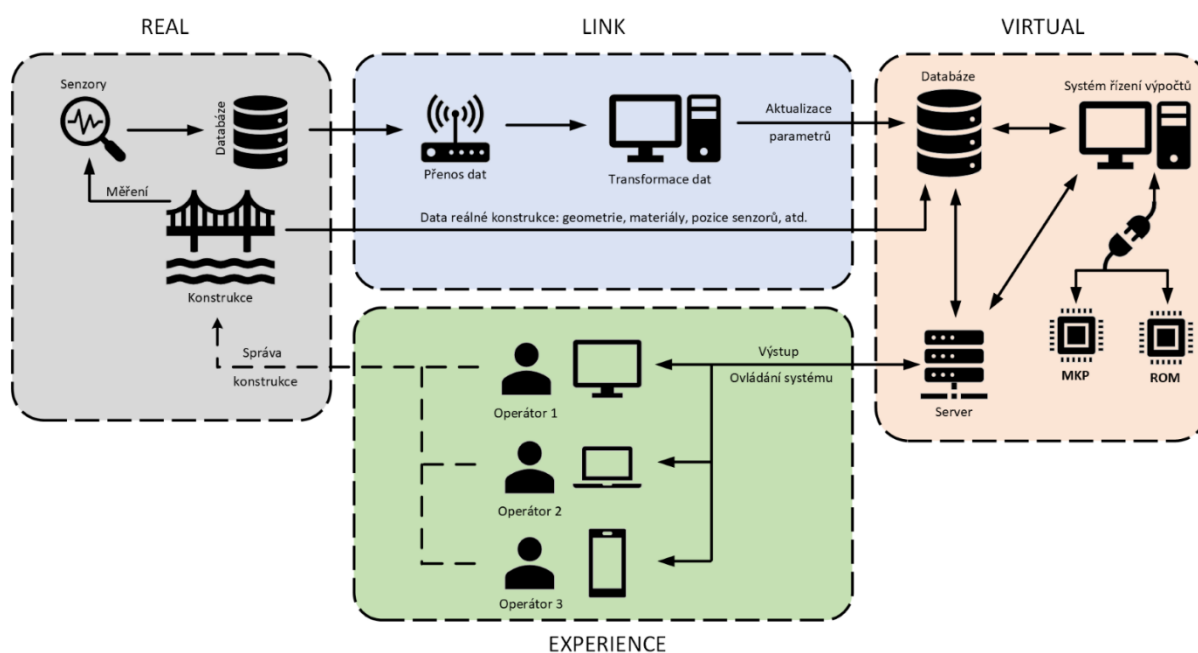 REAL
LINK
VIRTUAL
Senzory
Databáze
Měření
Konstrukce
Přenos dat
Transformace dat
Aktualizace
parametrů
Data reálné konstrukce: geometrie, materiály, pozice senzorů, atd.
Databáze
Systém řízení výpočtů
MKP
ROM
Server
Správa
konstrukce
Operátor 1
Výstup
Ovládání systému
Operátor 2
Operátor 3
EXPERIENCE